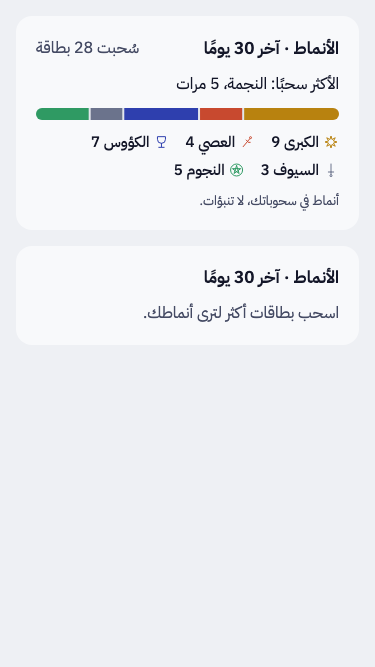 الأنماط · آخر 30 يومًا سُحبت 28 بطاقة
الأكثر سحبًا: النجمة، 5 مرات
الكبرى 9 العصي 4 الكؤوس 7
السيوف 3 النجوم 5
أنماط في سحوباتك، لا تنبؤات.
الأنماط · آخر 30 يومًا
اسحب بطاقات أكثر لترى أنماطك.